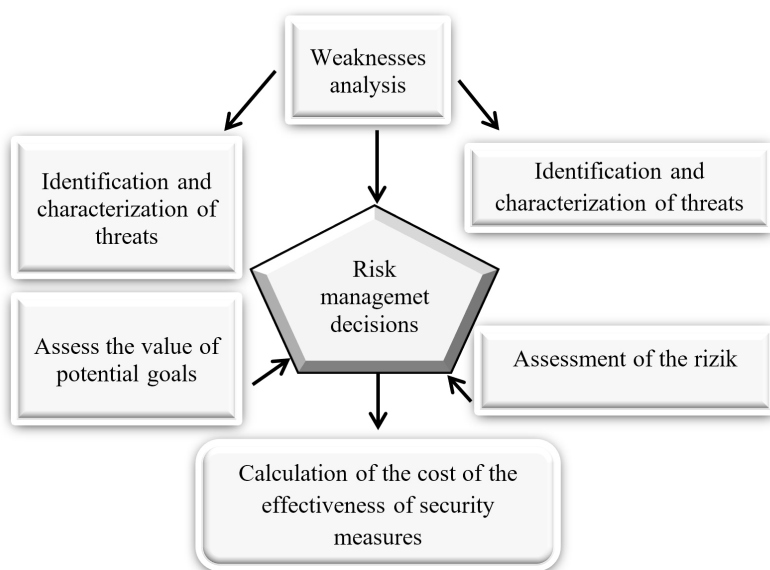 Weaknesses
analysis
Identification and
characterization of
threats
Identification and
characterization of threats
Risk
managemet
decisions
Assess the value of
potential goals
Assessment of the rizik
Calculation of the cost of the
effectiveness of security
measures